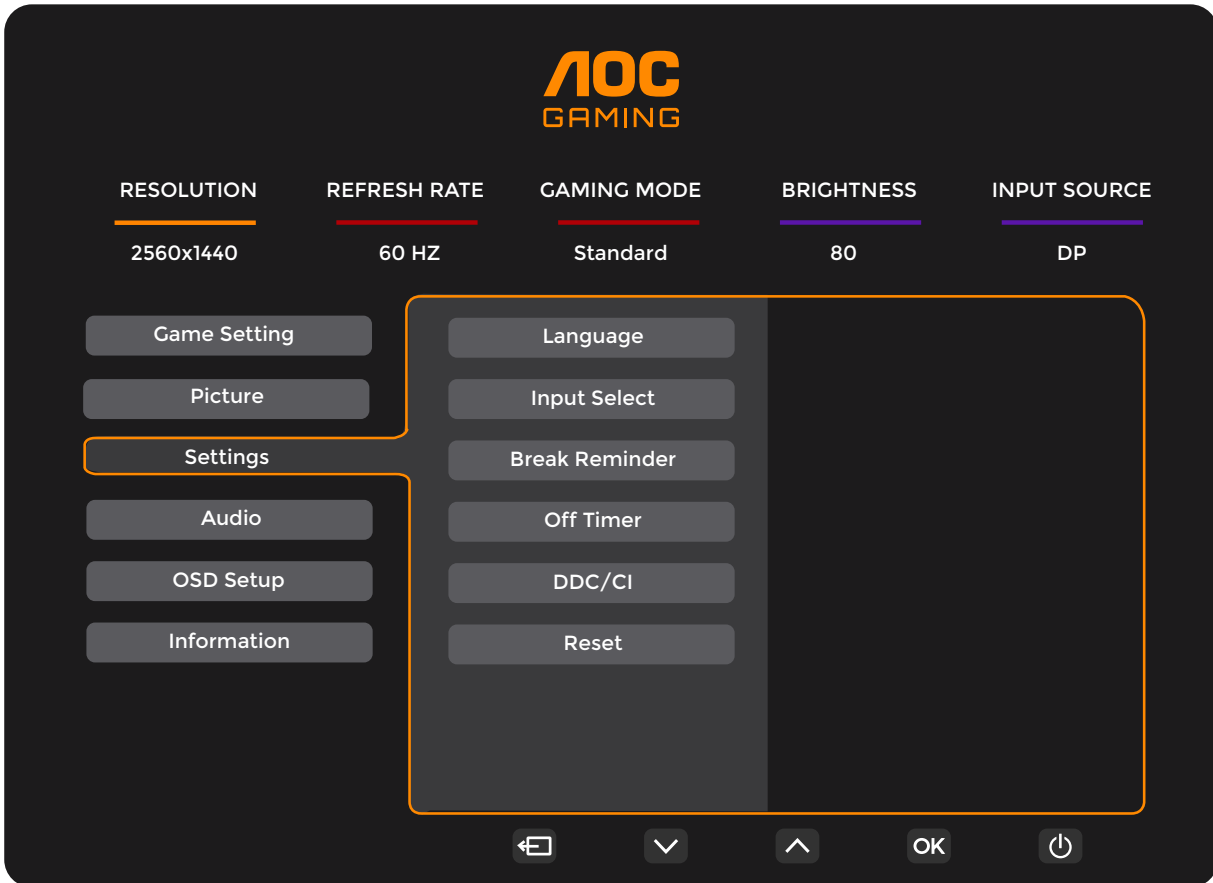 AOC
GAMING
RESOLUTION REFRESH RATE GAMING MODE BRIGHTNESS INPUT SOURCE
2560x1440 60 HZ Standard 80 DP
Game Setting
Picture
Settings
Audio
OSD Setup
Information
Language
Input Select
Break Reminder
Off Timer
DDC/CI
Reset
OK